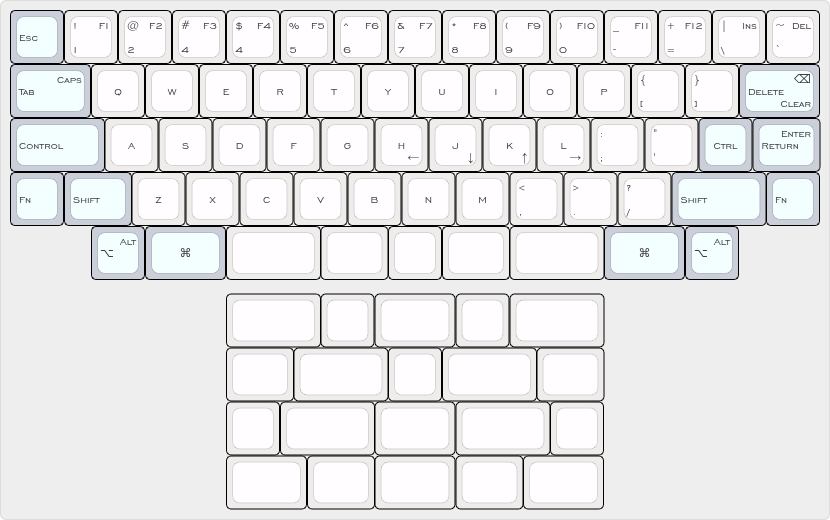 ! F1 @ F2 # F3 $ F4 % F5 ^ F6 & F7 * F8 ( F9 ) F10 _ F11 + F12 | Ins ~ Del
Esc
1 2 4 4 5 6 7 8 9 0 - = \ `
Caps { } ⌫
Tab Q W E R T Y U I O P Delete
[ ] Clear
: " Enter
Control A S D F G H J K L Ctrl Return
← ↓ ↑ → ; '
< > ?
Fn Shift Z X C V B N M Shift Fn
, . /
Alt Alt
⌥ ⌘ ⌘ ⌥